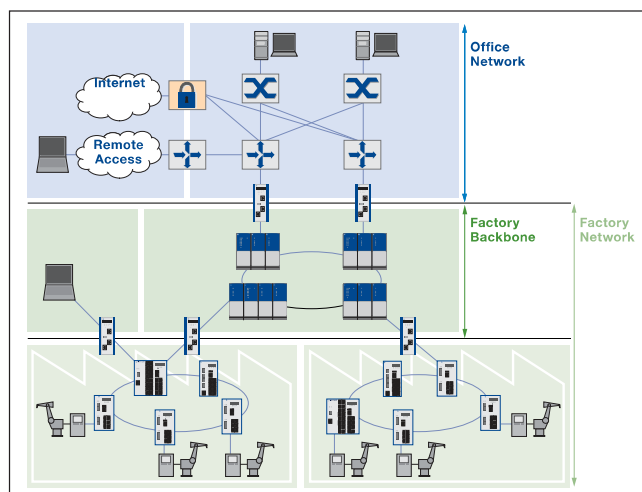 Internet
Remote
Access
Office
Network
Factory
Backbone
Factory
Network